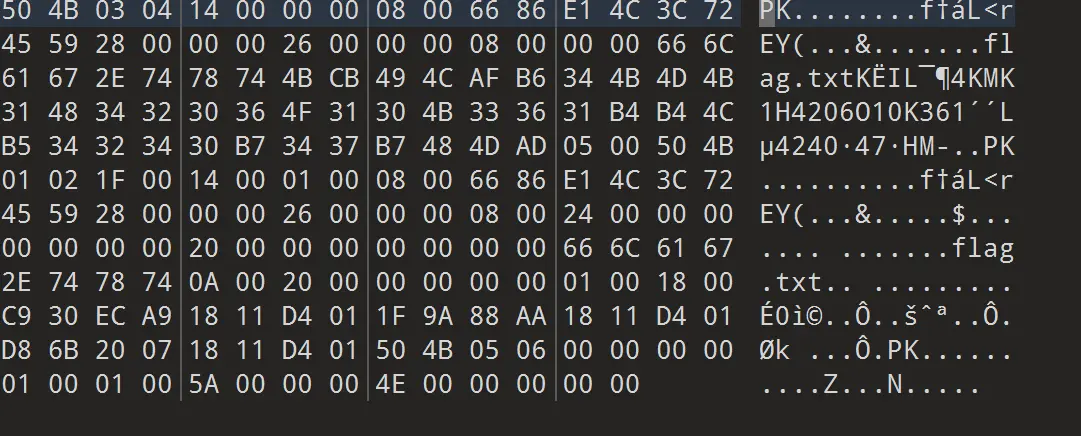 50 4B 03 04 14 00 00 00 08 00 66 86 E1 4C 3C 72 PK........f†áL<r
45 59 28 00 00 00 26 00 00 00 08 00 00 00 66 6C EY(...&.......fl
61 67 2E 74 78 74 4B CB 49 4C AF B6 34 4B 4D 4B ag.txtKËIL¯¶4KMK
31 48 34 32 30 36 4F 31 30 4B 33 36 31 B4 B4 4C 1H4206O10K361´´L
B5 34 32 34 30 B7 34 37 B7 48 4D AD 05 00 50 4B µ4240·47·HM-..PK
01 02 1F 00 14 00 01 00 08 00 66 86 E1 4C 3C 72 ..........f†áL<r
45 59 28 00 00 00 26 00 00 00 08 00 24 00 00 00 EY(...&.....$...
00 00 00 00 20 00 00 00 00 00 00 00 66 6C 61 67 .... .......flag
2E 74 78 74 0A 00 20 00 00 00 00 00 01 00 18 00 .txt.. .........
C9 30 EC A9 18 11 D4 01 1F 9A 88 AA 18 11 D4 01 É0ì©..Ô..šˆª..Ô.
D8 6B 20 07 18 11 D4 01 50 4B 05 06 00 00 00 00 Øk ...Ô.PK......
01 00 01 00 5A 00 00 00 4E 00 00 00 00 00 ....Z...N.....